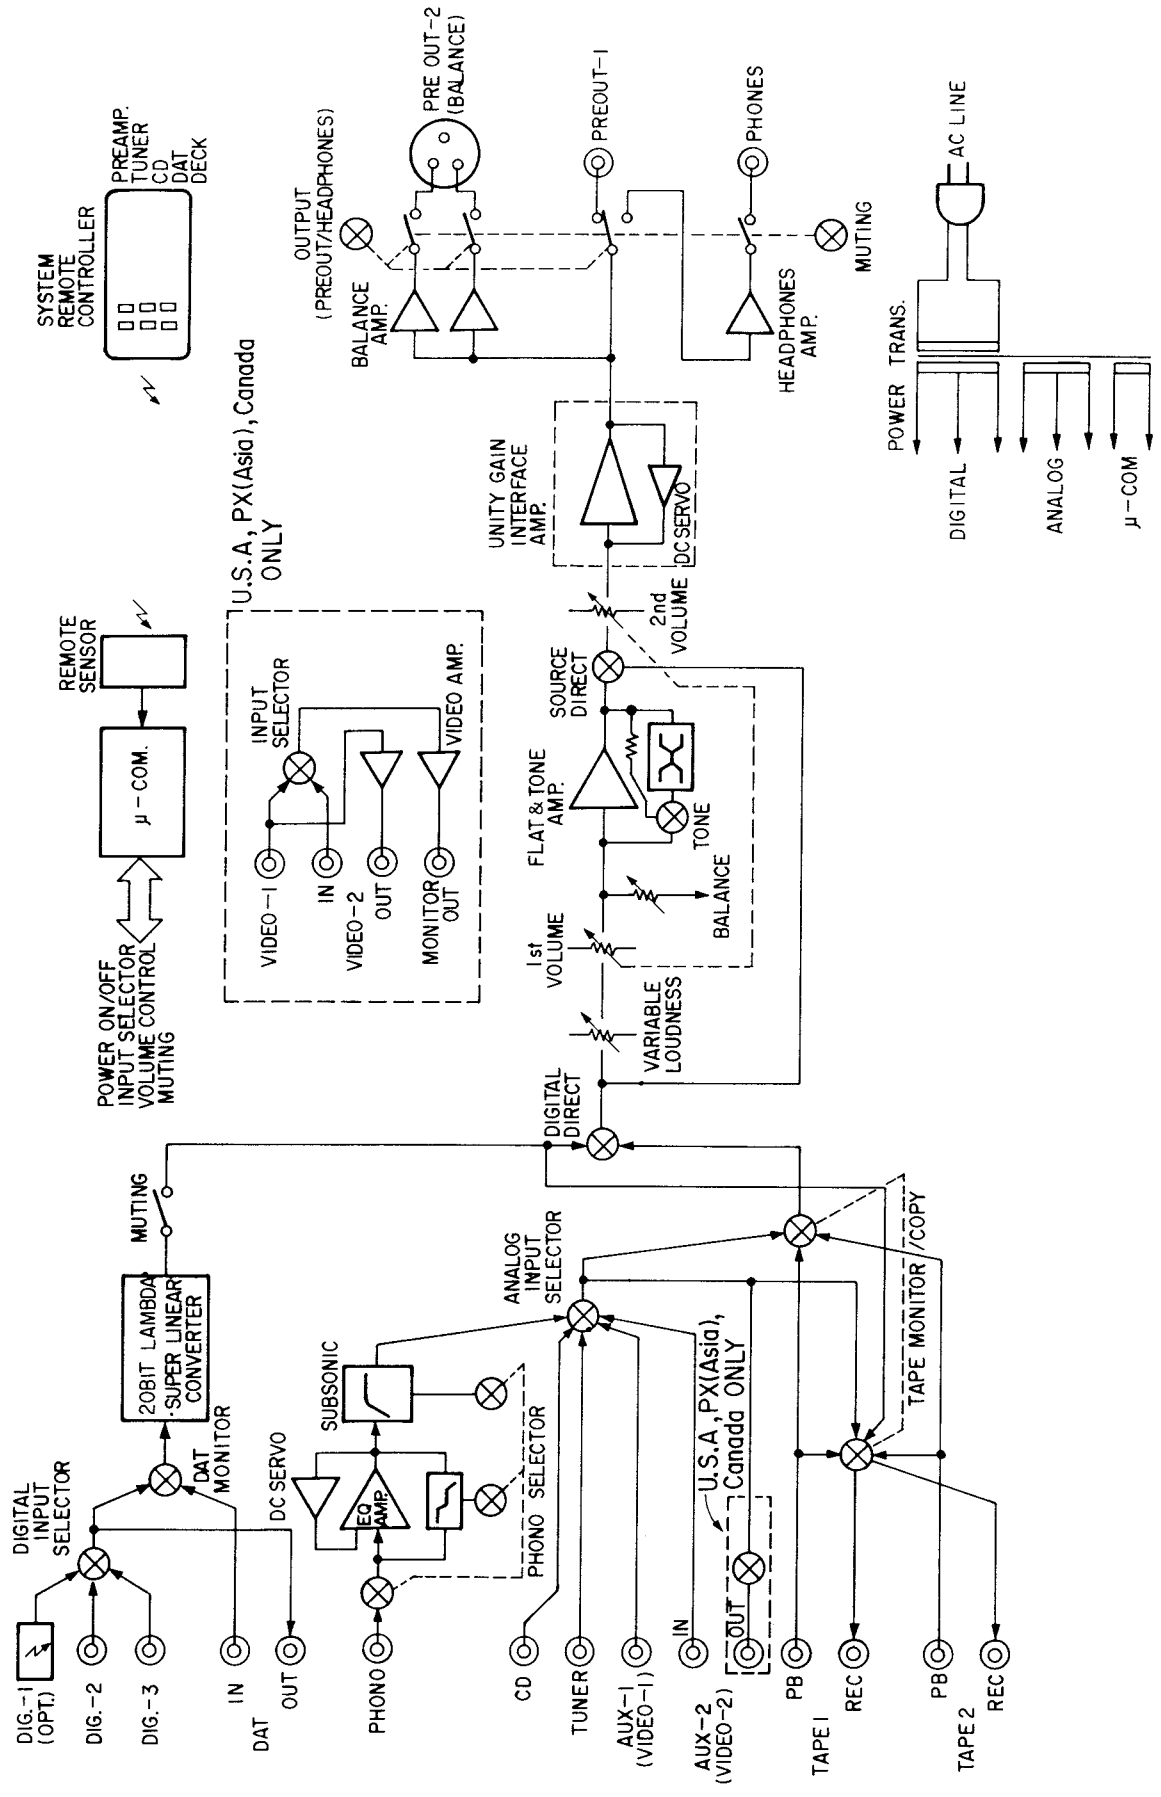 DIG.-1
(OPT.)
DIG.-2
DIG.-3
IN
DAT
OUT
PHONO
CD
TUNER
AUX-1
(VIDEO-1)
IN
AUX-2
(VIDEO-2)
OUT
PB
TAPE 1
REC
PB
TAPE 2
REC
DIGITAL
INPUT
SELECTOR
DAT
MONITOR
20BIT LAMBDA
SUPER LINEAR
CONVERTER
MUTING
DC SERVO
EQ
AMP.
SUBSONIC
PHONO SELECTOR
ANALOG
INPUT
SELECTOR
U.S.A, PX(Asia),
Canada ONLY
TAPE MONITOR/COPY
DIGITAL
DIRECT
VARIABLE
LOUDNESS
1st
VOLUME
BALANCE
FLAT & TONE
AMP.
TONE
SOURCE
DIRECT
2nd
VOLUME
UNITY GAIN
INTERFACE
AMP.
DC SERVO
POWER ON/OFF
INPUT SELECTOR
VOLUME CONTROL
MUTING
μ-COM.
REMOTE
SENSOR
SYSTEM
REMOTE
CONTROLLER
PREAMP.
TUNER
CD
DAT
DECK
VIDEO-1
IN
VIDEO-2
OUT
MONITOR
OUT
INPUT
SELECTOR
VIDEO AMP.
U.S.A, PX(Asia), Canada
ONLY
BALANCE
AMP.
OUTPUT
(PREOUT/HEADPHONES)
PRE OUT-2
(BALANCE)
PREOUT-1
PHONES
HEADPHONES
AMP.
MUTING
POWER TRANS.
AC LINE
DIGITAL
ANALOG
μ-COM